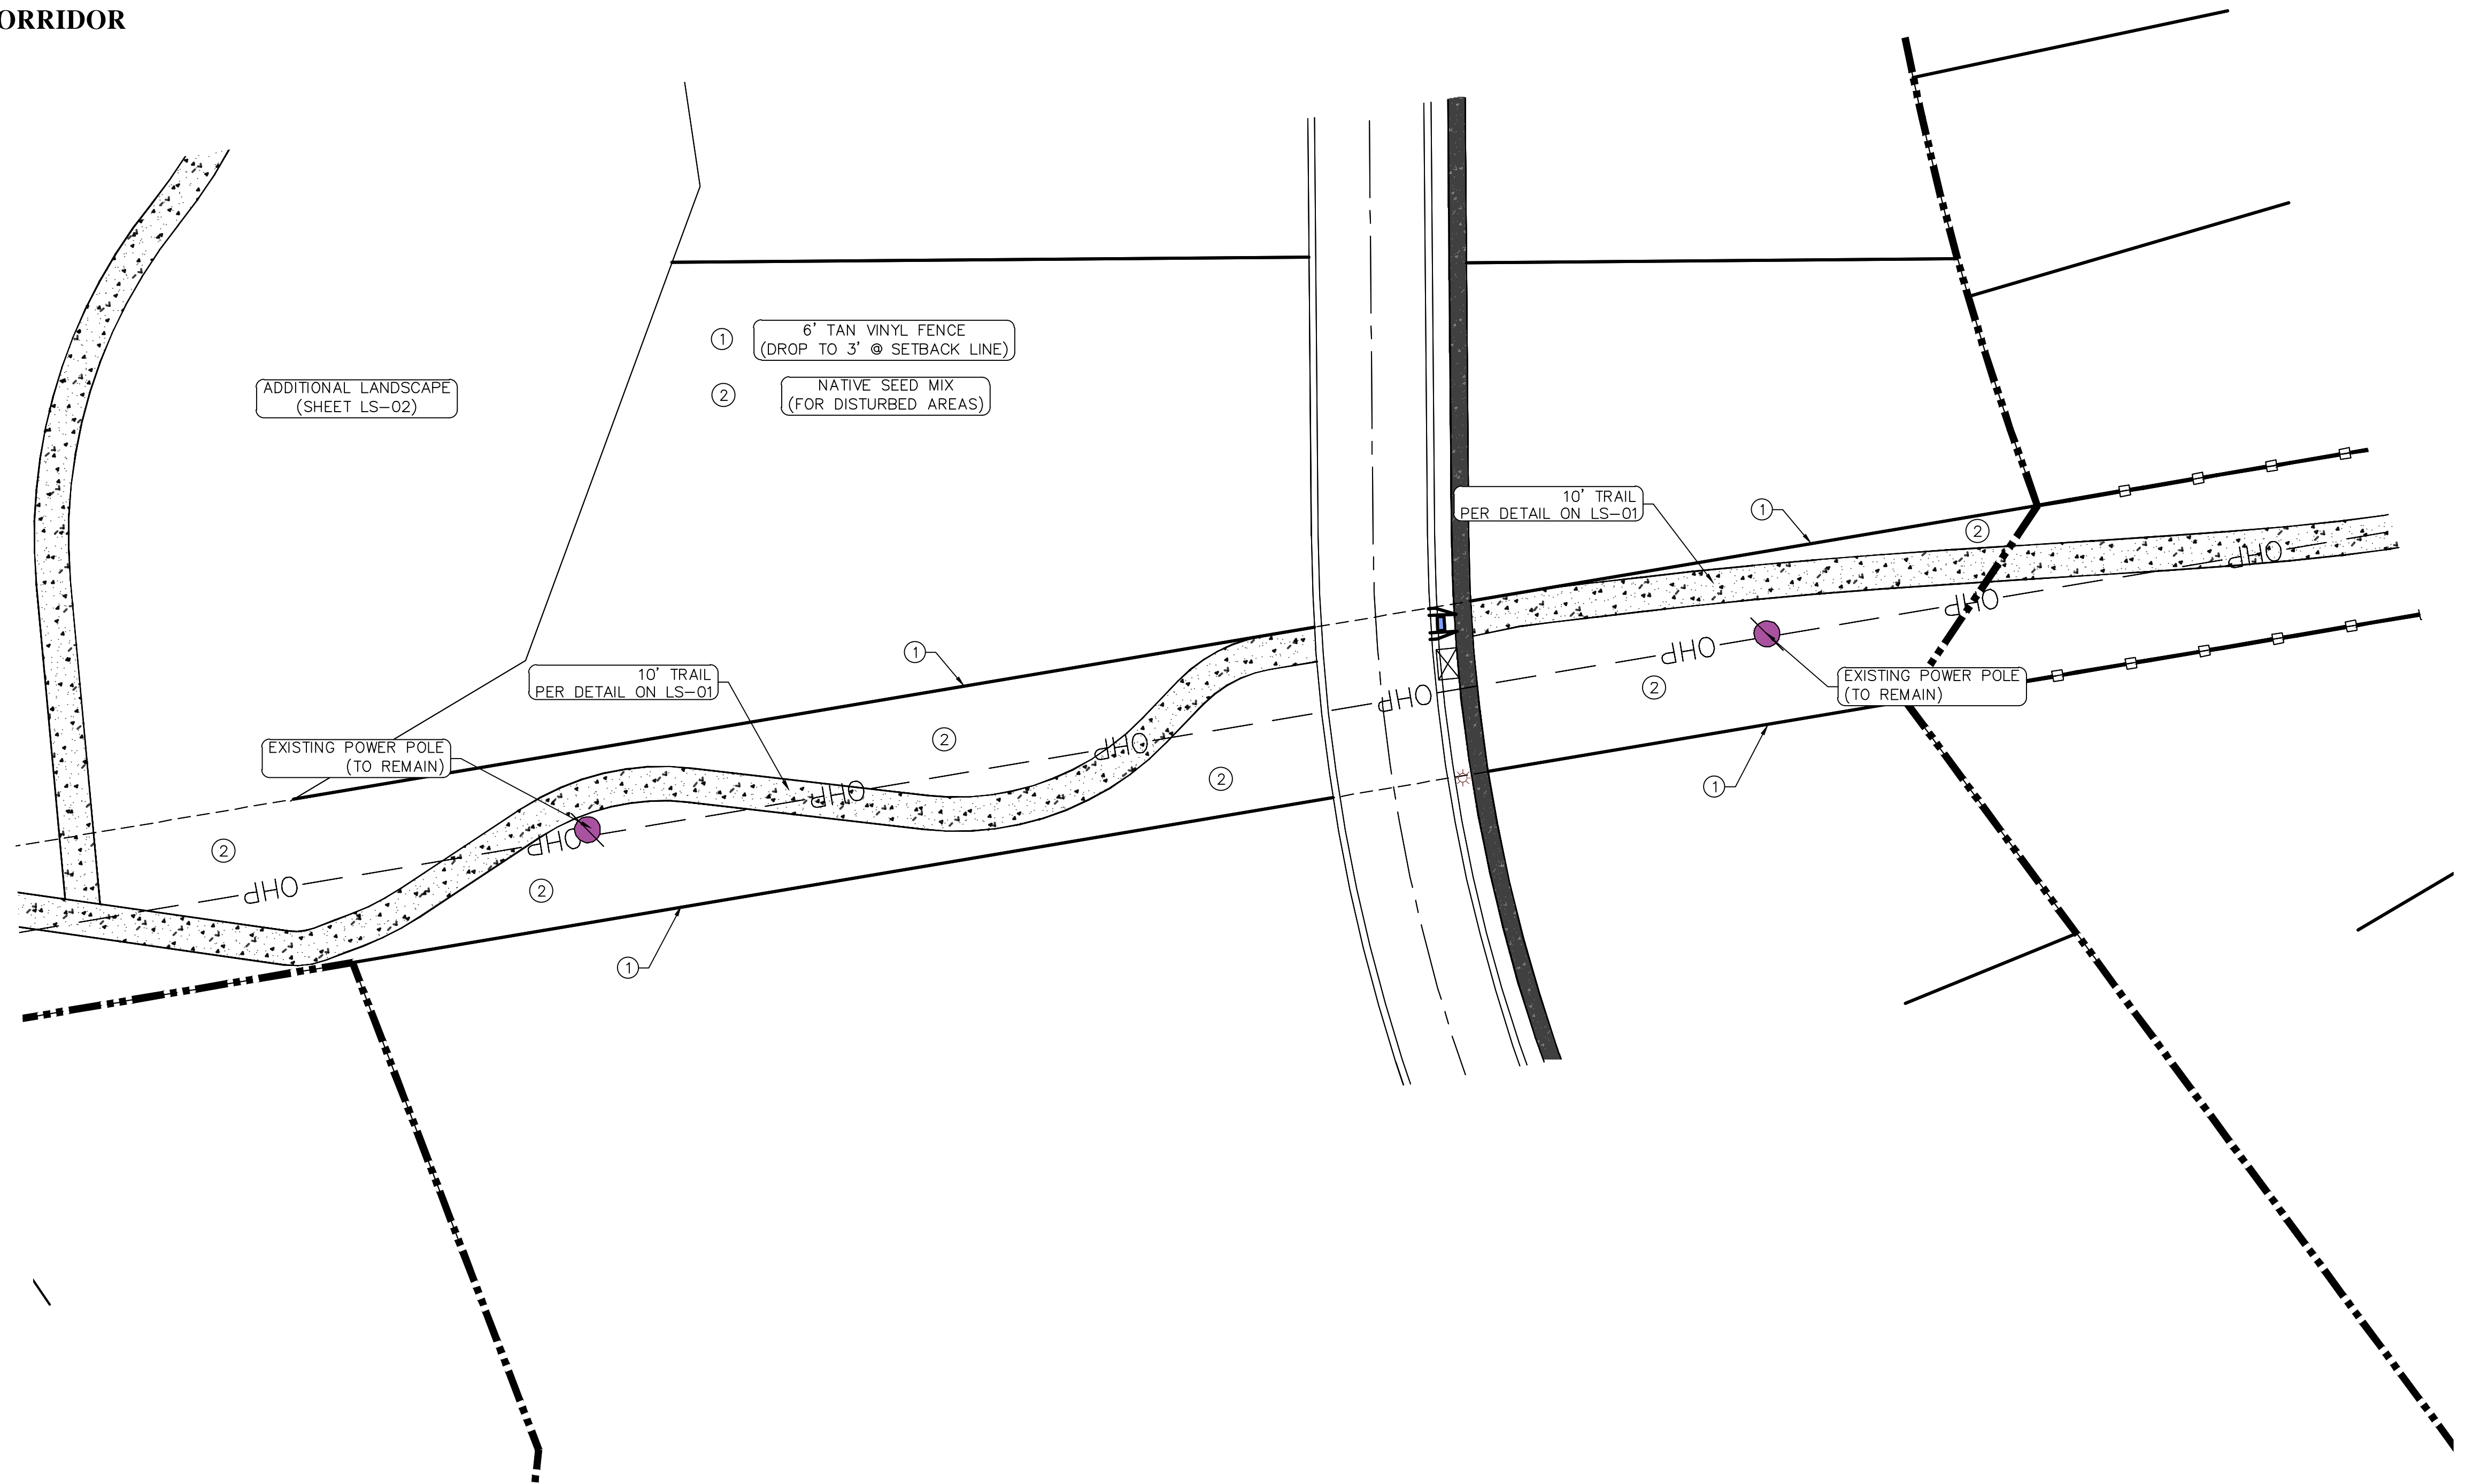 ORRIDOR
1
6' TAN VINYL FENCE
(DROP TO 3' @ SETBACK LINE)
2
NATIVE SEED MIX
(FOR DISTURBED AREAS)
ADDITIONAL LANDSCAPE
(SHEET LS-02)
10' TRAIL
PER DETAIL ON LS-01
1
2
OHP
OHP
1
10' TRAIL
PER DETAIL ON LS-01
OHP
2
EXISTING POWER POLE
(TO REMAIN)
OHP
EXISTING POWER POLE
(TO REMAIN)
2
OHP
2
OHP
1
OHP
2
OHP
2
OHP
1